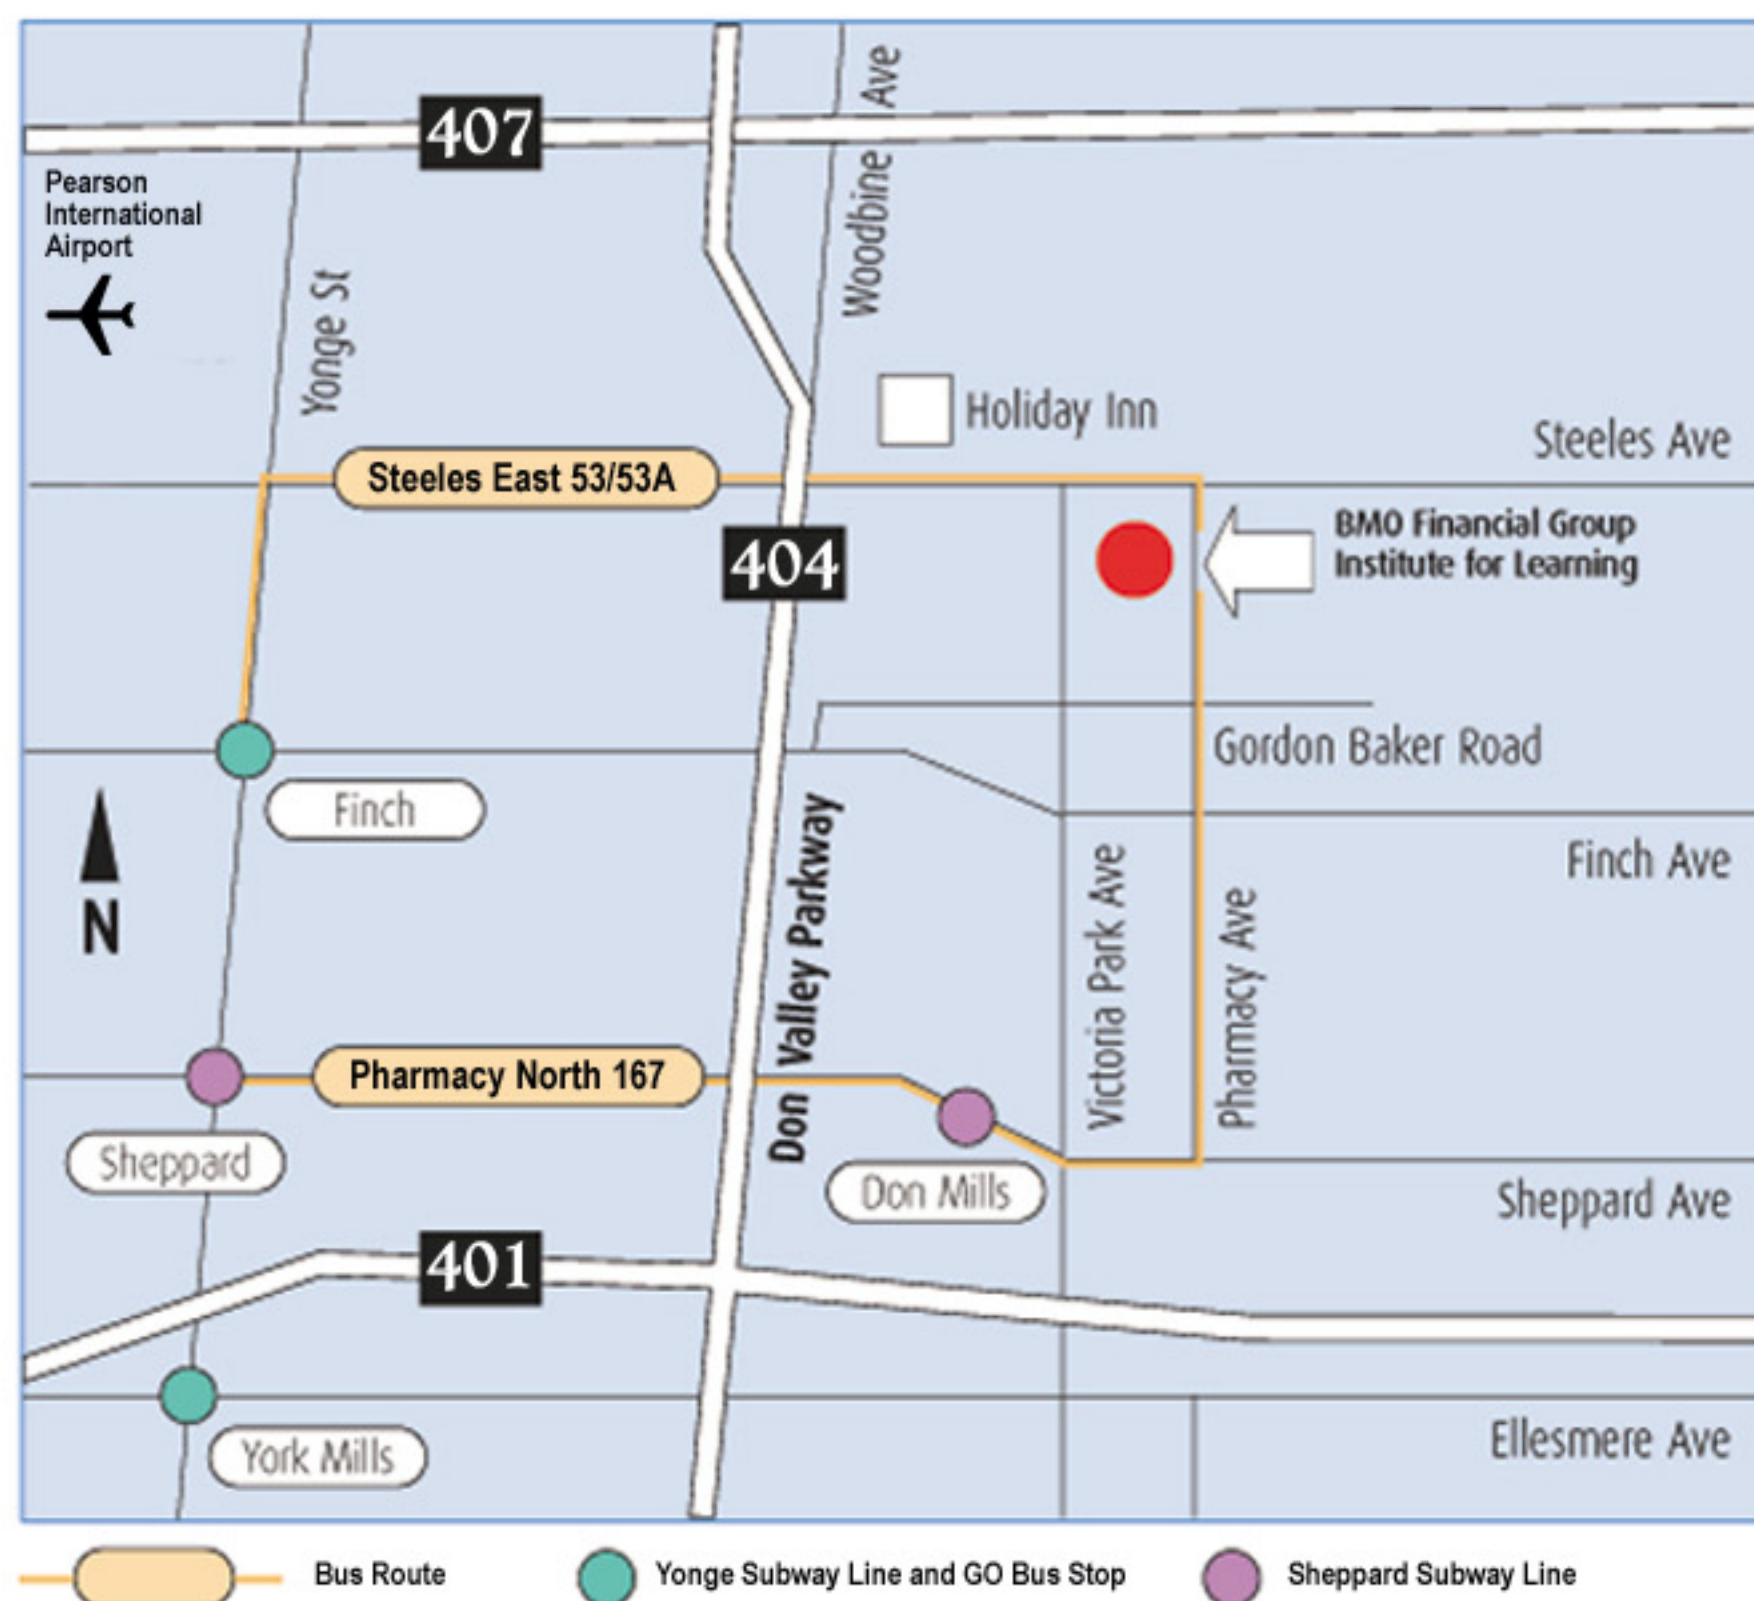 407
Ave
Woodbine
Pearson
International
Airport
Yonge St
Holiday Inn
Steeles Ave
Steeles East 53/53A
404
BMO Financial Group
Institute for Learning
Gordon Baker Road
Finch
Finch Ave
N
Don Valley Parkway
Victoria Park Ave
Pharmacy Ave
Pharmacy North 167
Sheppard
Don Mills
Sheppard Ave
401
York Mills
Ellesmere Ave
Bus Route
Yonge Subway Line and GO Bus Stop
Sheppard Subway Line